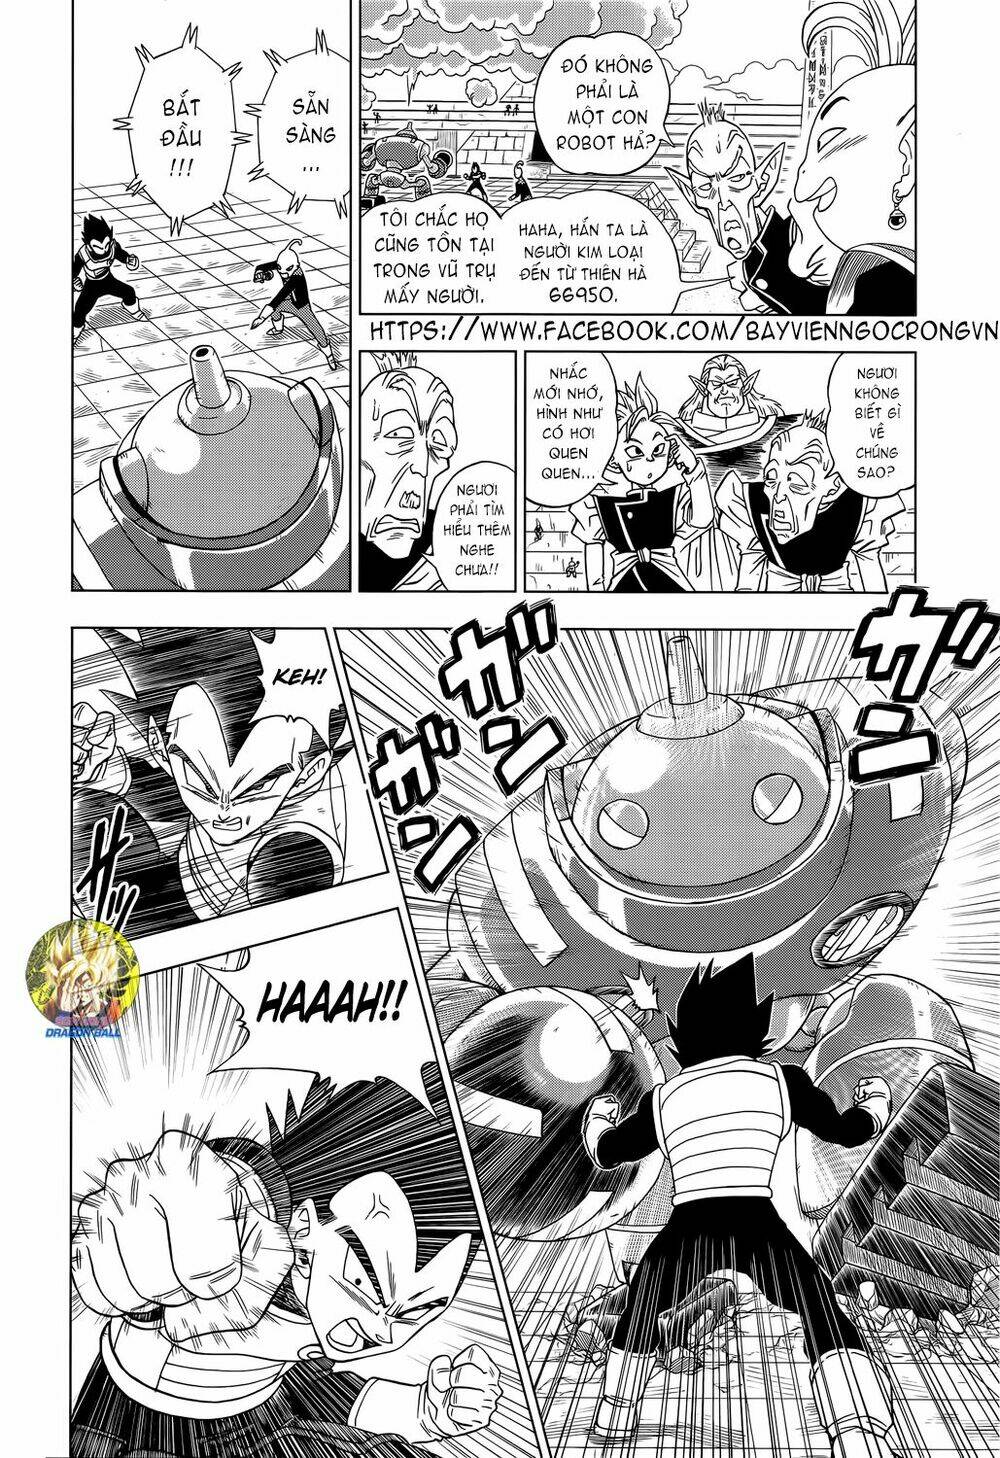 ĐÓ KHÔNG
PHẢI LÀ
MỘT CON
ROBOT HẢ?
HAHA, HẮN TA LÀ
NGƯỜI KIM LOẠI
ĐẾN TỪ THIÊN HÀ
66950.
TÔI CHẮC HỌ
CŨNG TỒN TẠI
TRONG VŨ TRỤ
MẤY NGƯỜI.
SẴN
SÀNG
...
BẮT
ĐẦU
!!!
HTTPS://WWW.FACEBOOK.COM/BAYVIENNGOCRONGVN
NGƯƠI
KHÔNG
BIẾT GÌ
VỀ
CHÚNG
SAO?
NHẮC
MỚI NHỚ,
HÌNH NHƯ
CÓ HƠI
QUEN
QUEN...
NGƯƠI
PHẢI TÌM
HIỂU THÊM
NGHE
CHƯA!!
ガン
ガン
ガン
KEH!
ガッ
HAAAH!!
DRAGON BALL